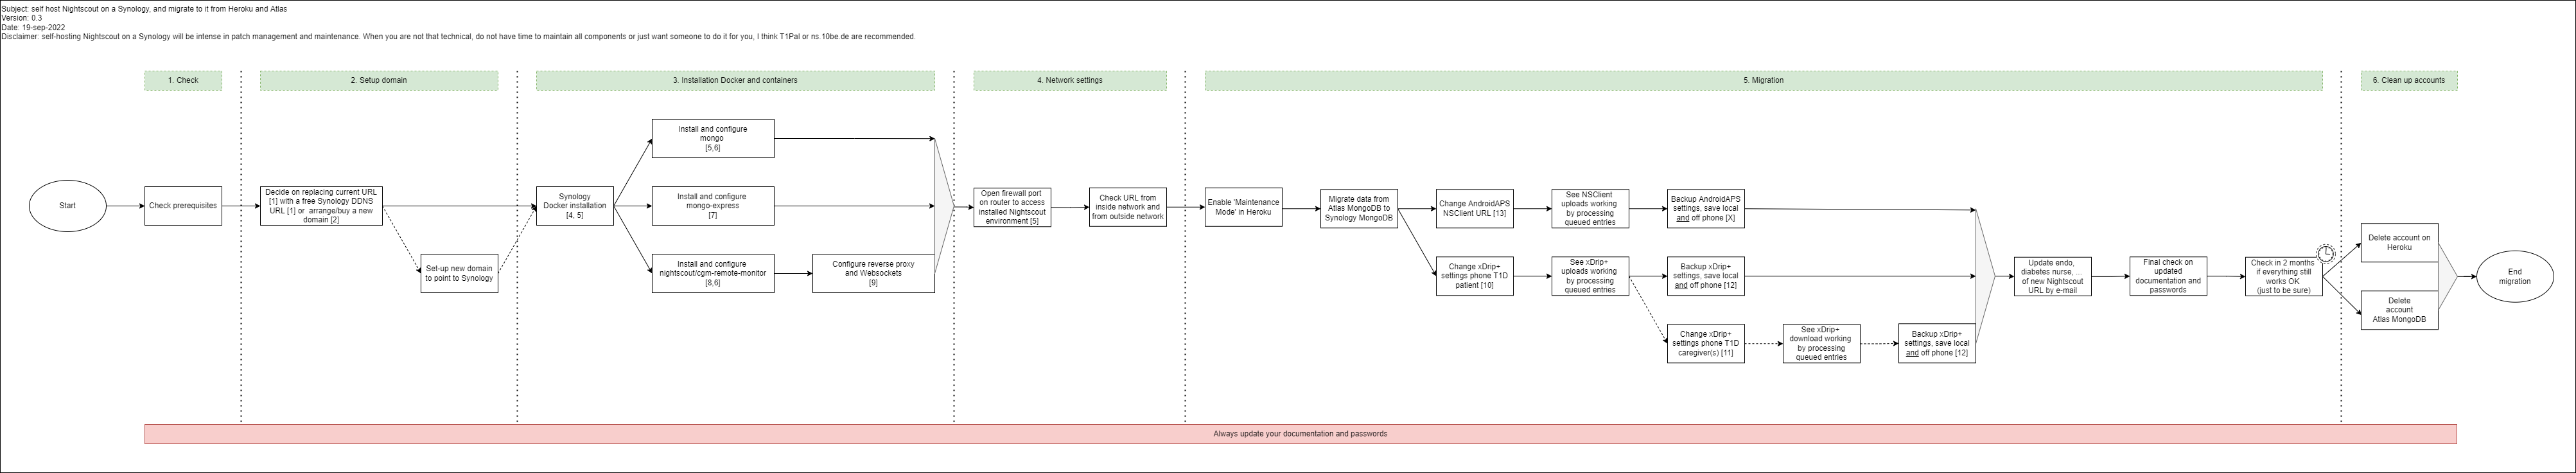 Subject: self host Nightscout on a Synology, and migrate to it from Heroku and Atlas
Version: 0.3
Date: 19-sep-2022
Disclaimer: self-hosting Nightscout on a Synology will be intense in patch management and maintenance. When you are not that technical, do not have time to maintain all components or just want someone to do it for you, I think T1Pal or ns.10be.de are recommended.
1. Check
2. Setup domain
3. Installation Docker and containers
4. Network settings
5. Migration
6. Clean up accounts
Start
Check prerequisites
Decide on replacing current URL
[1] with a free Synology DDNS
URL [1] or arrange/buy a new
domain [2]
Set-up new domain
to point to Synology
Synology
Docker installation
[4, 5]
Install and configure
mongo
[5,6]
Install and configure
mongo-express
[7]
Install and configure
nightscout/cgm-remote-monitor
[8,6]
Configure reverse proxy
and Websockets
[9]
Open firewall port
on router to access
installed Nightscout
environment [5]
Check URL from
inside network and
from outside network
Enable 'Maintenance
Mode' in Heroku
Migrate data from
Atlas MongoDB to
Synology MongoDB
Change AndroidAPS
NSClient URL [13]
See NSClient
uploads working
by processing
queued entries
Backup AndroidAPS
settings, save local
and off phone [X]
Change xDrip+
settings phone T1D
patient [10]
See xDrip+
uploads working
by processing
queued entries
Backup xDrip+
settings, save local
and off phone [12]
Change xDrip+
settings phone T1D
caregiver(s) [11]
See xDrip+
download working
by processing
queued entries
Backup xDrip+
settings, save local
and off phone [12]
Update endo,
diabetes nurse, ...
of new Nightscout
URL by e-mail
Final check on
updated
documentation and
passwords
Check in 2 months
if everything still
works OK
(just to be sure)
Delete account on
Heroku
Delete
account
Atlas MongoDB
End
migration
Always update your documentation and passwords